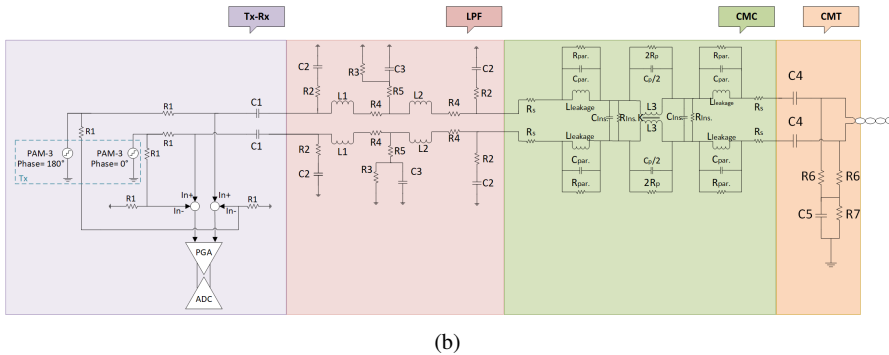 Tx-Rx
LPF
CMC
CMT
Rpar.
2Rp
Rpar.
C2
R3
C3
C2
Cpar.
Cp/2
Cpar.
C4
R2
R5
R2
R1
C1
L1
R4
L2
R4
Rs
Lleakage
CIns
RIns.
K
L3
L3
CIns
RIns.
Lleakage
Rs
R1
R1
C1
L1
R4
L2
R4
Rs
Lleakage
Lleakage
Rs
C4
PAM-3
Phase= 180°
PAM-3
Phase= 0°
Tx
R1
R2
C2
R3
R5
C3
R2
C2
Cpar.
Cp/2
Cpar.
Rpar.
2Rp
Rpar.
R6
R6
R1
In+
In+
In-
In-
R1
C5
R7
PGA
ADC
(b)